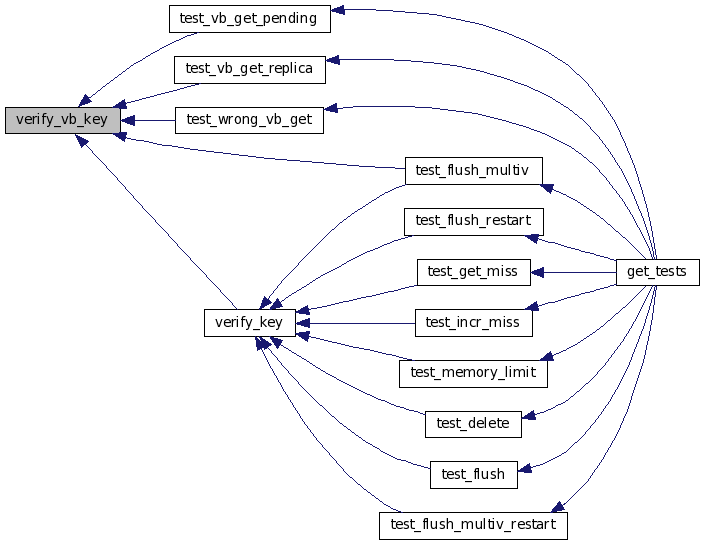 test_vb_get_pending
test_vb_get_replica
verify_vb_key
test_wrong_vb_get
test_flush_multiv
test_flush_restart
test_get_miss
get_tests
verify_key
test_incr_miss
test_memory_limit
test_delete
test_flush
test_flush_multiv_restart